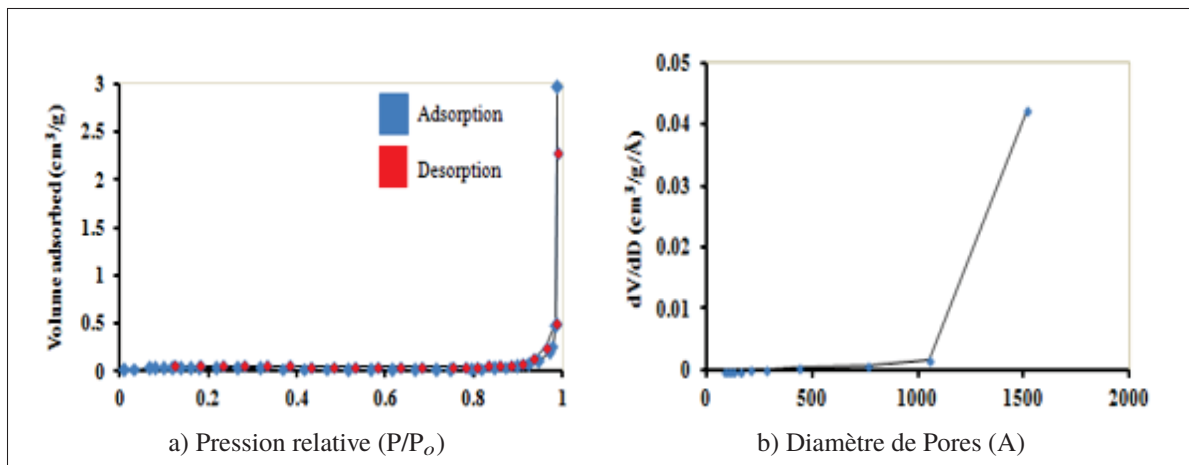 Volume adsorbed (cm³/g)
3
2.5
2
1.5
1
0.5
0
0 0.2 0.4 0.6 0.8 1
Adsorption
Desorption
a) Pression relative (P/Pₒ)
dV/dD (cm³/g/Å)
0.05
0.04
0.03
0.02
0.01
0
0 500 1000 1500 2000
b) Diamètre de Pores (A)